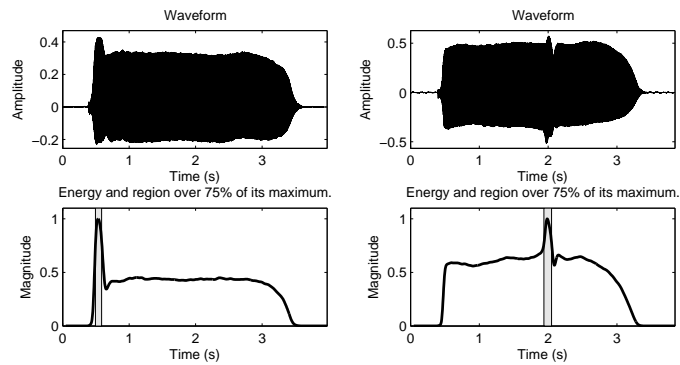 Waveform
Amplitude
0.4
0.2
0
−0.2
0 1 2 3
Time (s)
Waveform
Amplitude
0.5
0
−0.5
0 1 2 3
Time (s)
Energy and region over 75% of its maximum.
Magnitude
1
0.5
0
0 1 2 3
Time (s)
Energy and region over 75% of its maximum.
Magnitude
1
0.5
0
0 1 2 3
Time (s)